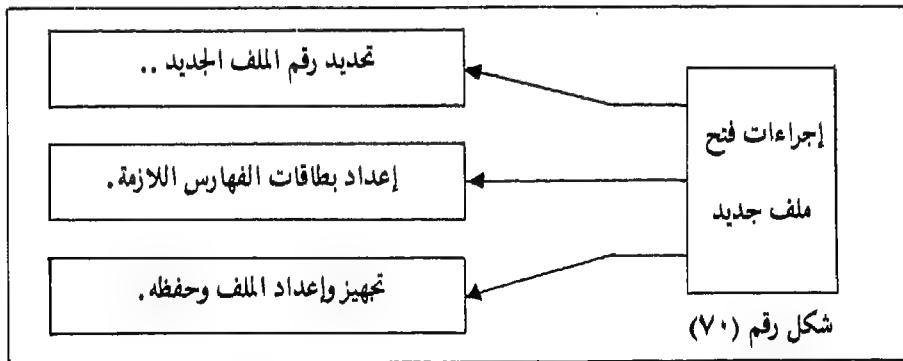 إجراءات فتح
ملف جديد
تحديد رقم الملف الجديد ..
إعداد بطاقات الفهارس اللازمة .
تجهيز وإعداد الملف وحفظه .
شكل رقم (٧٠)